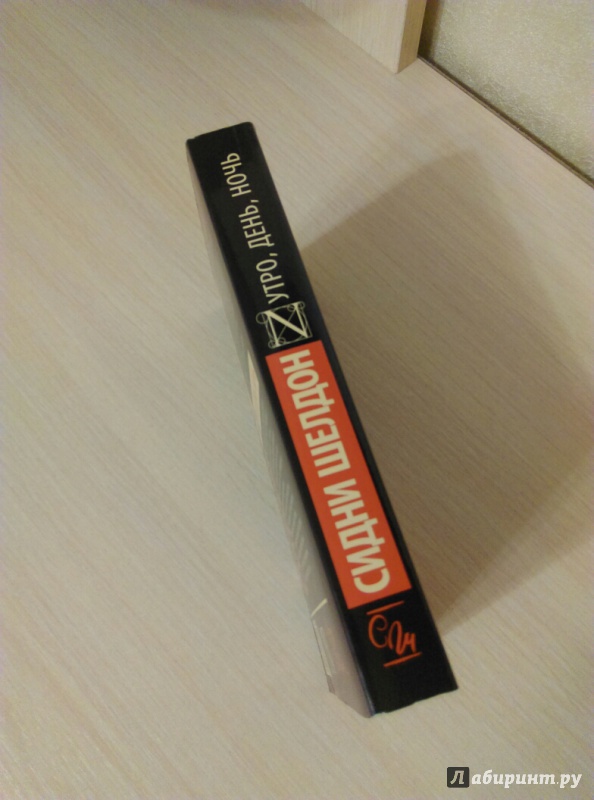 СИДНИ ШЕЛДОН
УТРО, ДЕНЬ, НОЧЬ
Лабиринт.ру